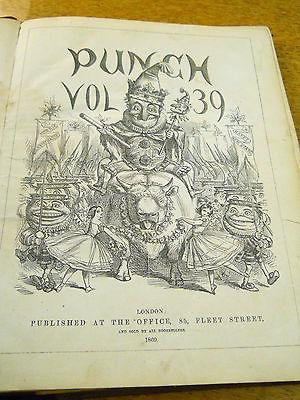 PUNCH
VOL 39
LONDON:
PUBLISHED AT THE OFFICE, 85, FLEET STREET,
AND SOLD BY ALL BOOKSELLERS.
1860.